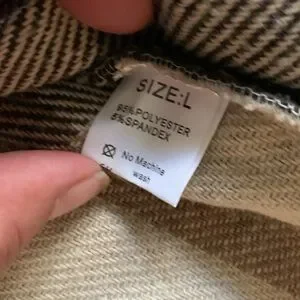 SIZE:L
95%POLYESTER
5%SPANDEX
No Machine
wash